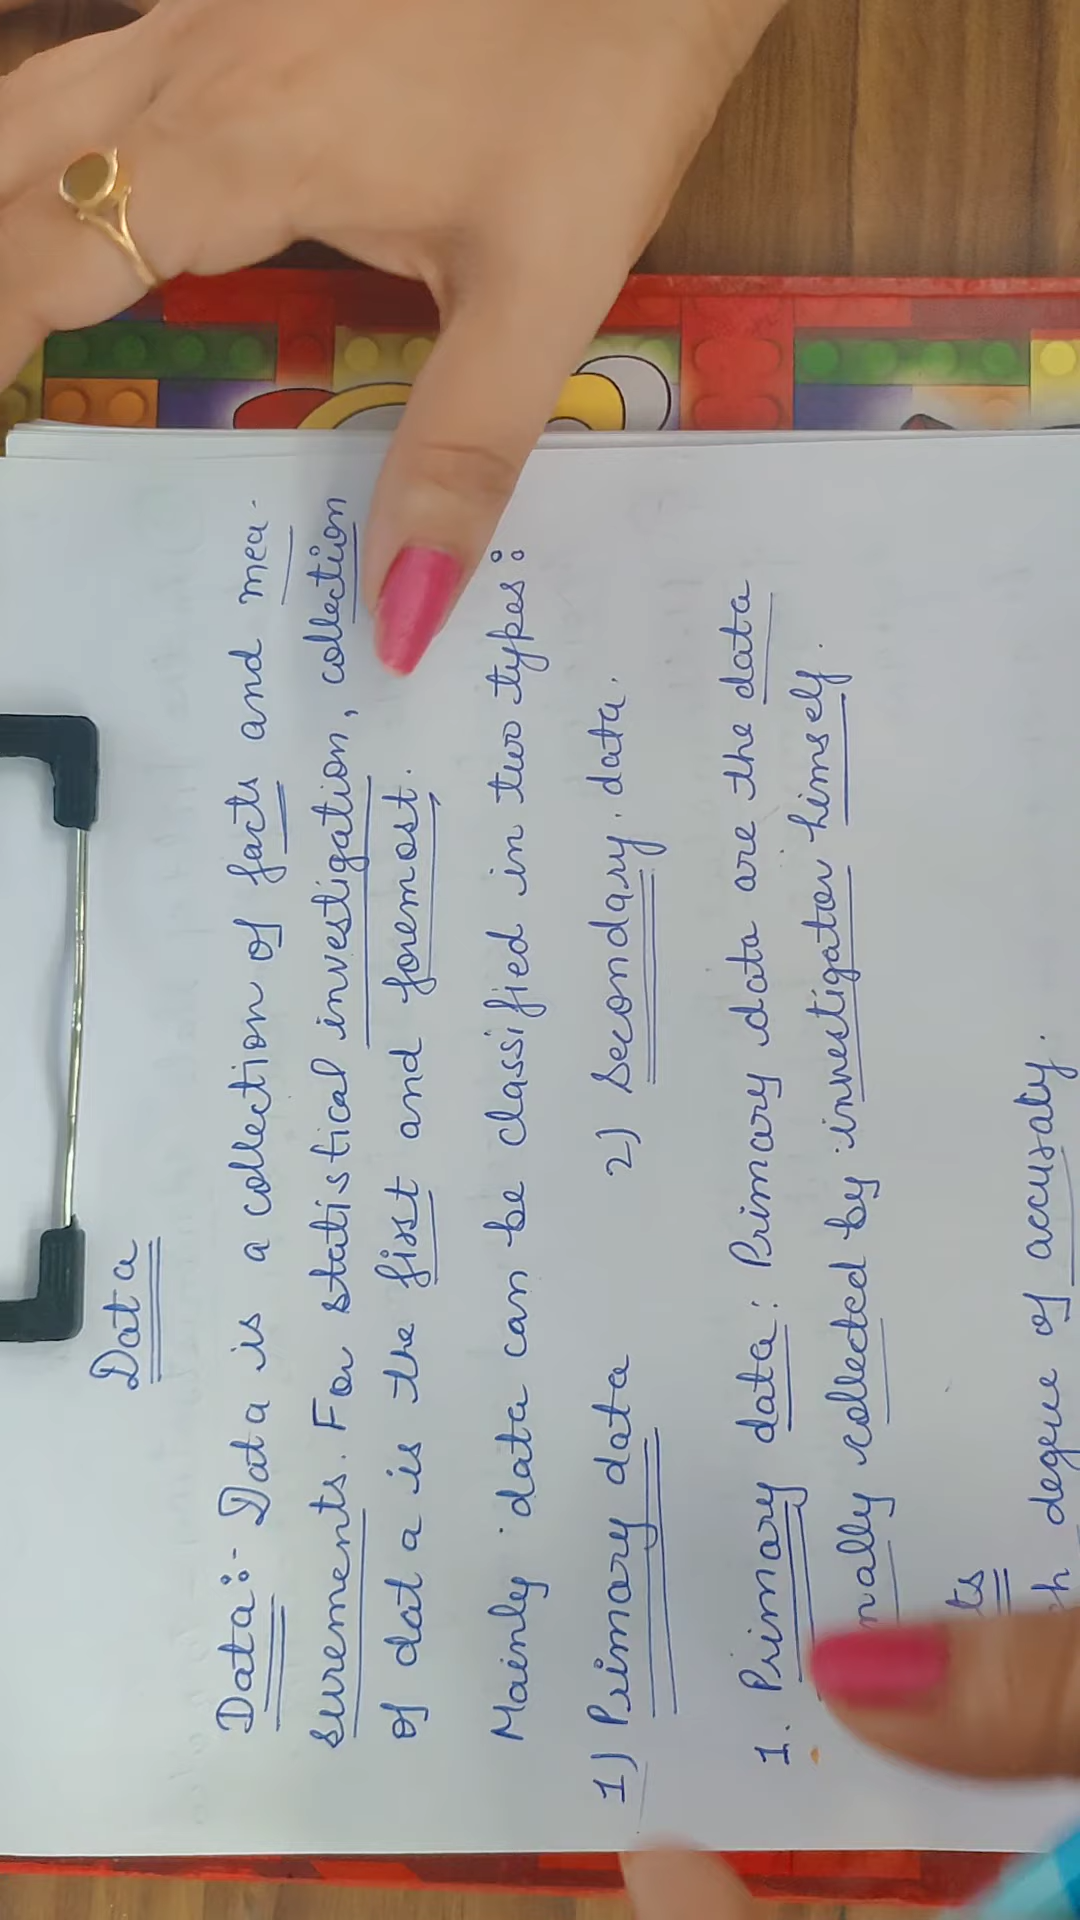 Data
Data:- Data is a collection of facts and mea-
surements. For statistical investigation, collection
of data is the first and foremost.
Mainly data can be classified in two types:
1) Primary data 2) Secondary data.
1. Primary data: Primary data are the data
nally collected by investigator himself.
ts
degree of accuraty.